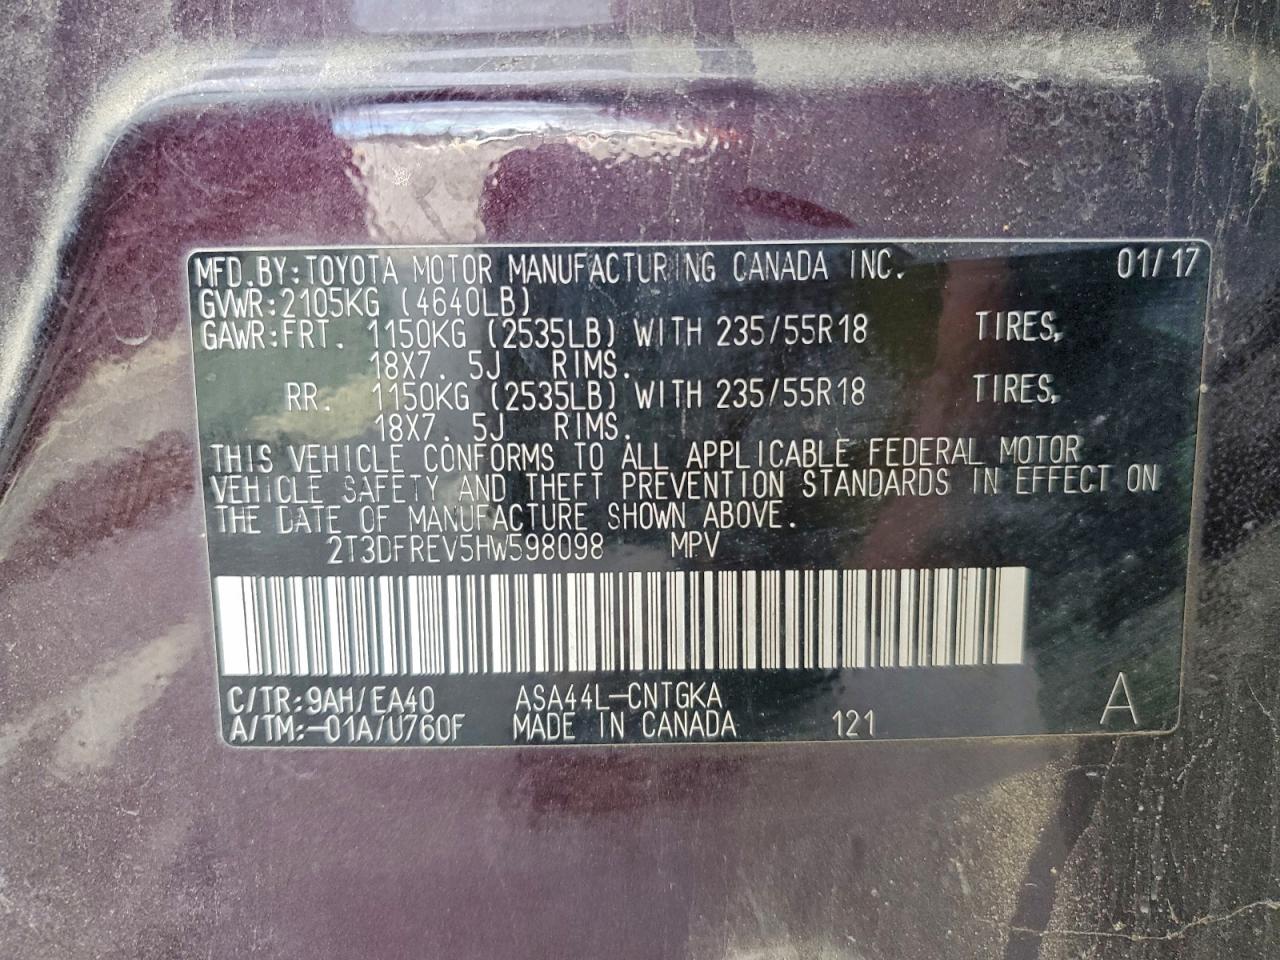 MFD.BY:TOYOTA MOTOR MANUFACTURING CANADA INC. 01/17
GVWR:2105KG (4640LB)
GAWR:FRT. 1150KG (2535LB) WITH 235/55R18 TIRES,
18X7. 5J RIMS.
RR. 1150KG (2535LB) WITH 235/55R18 TIRES,
18X7. 5J RIMS.
THIS VEHICLE CONFORMS TO ALL APPLICABLE FEDERAL MOTOR
VEHICLE SAFETY AND THEFT PREVENTION STANDARDS IN EFFECT ON
THE DATE OF MANUFACTURE SHOWN ABOVE.
2T3DFREV5HW598098 MPV
C/TR:9AH/EA40 ASA44L-CNTGKA
A/TM:-01A/U760F MADE IN CANADA 121 A